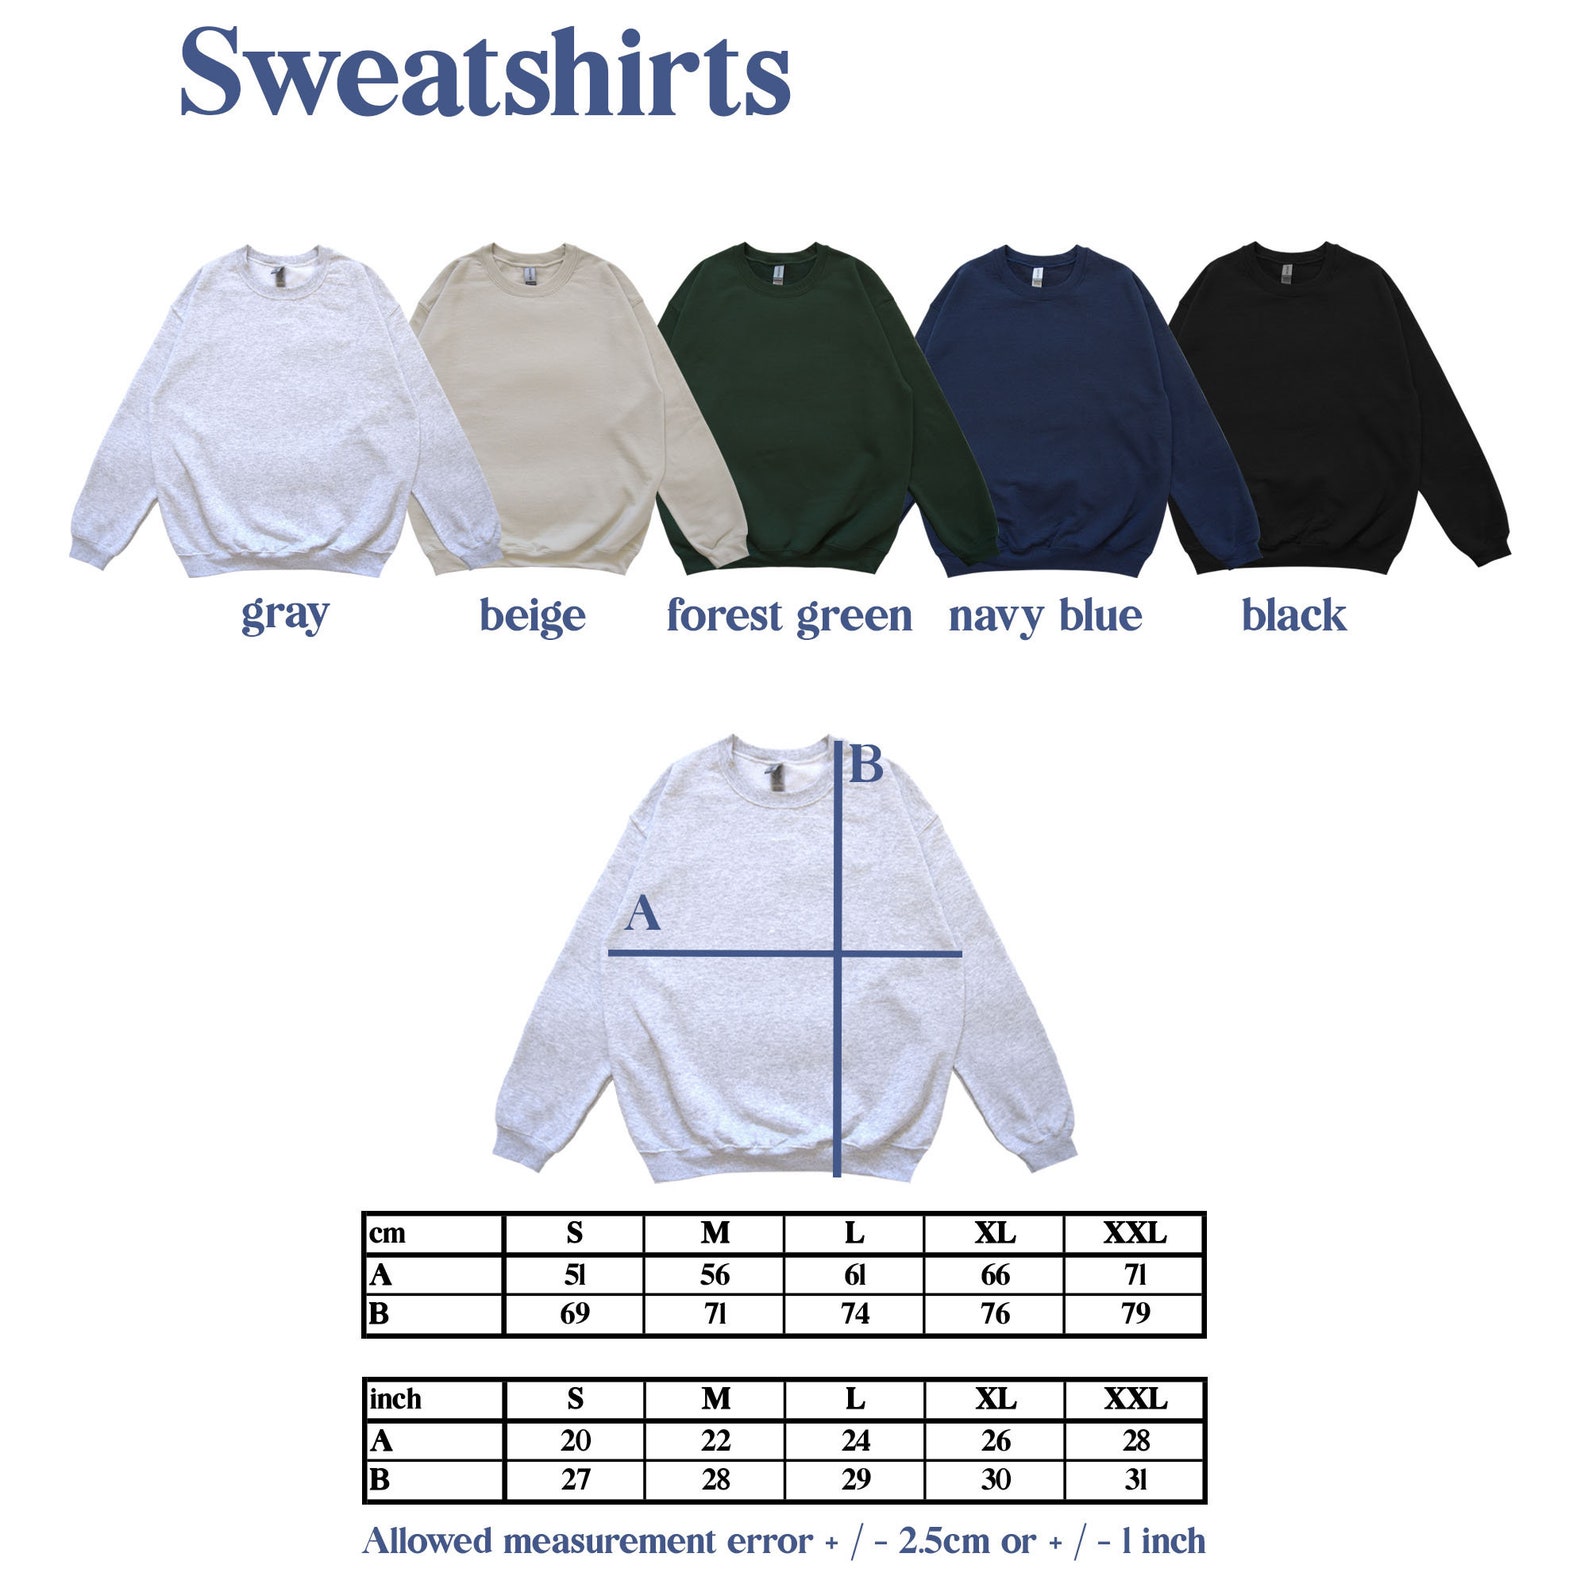 Sweatshirts
gray beige forest green navy blue black
B
A
cm S M L XL XXL
A 51 56 61 66 71
B 69 71 74 76 79
inch S M L XL XXL
A 20 22 24 26 28
B 27 28 29 30 31
Allowed measurement error + / - 2.5cm or + / - 1 inch